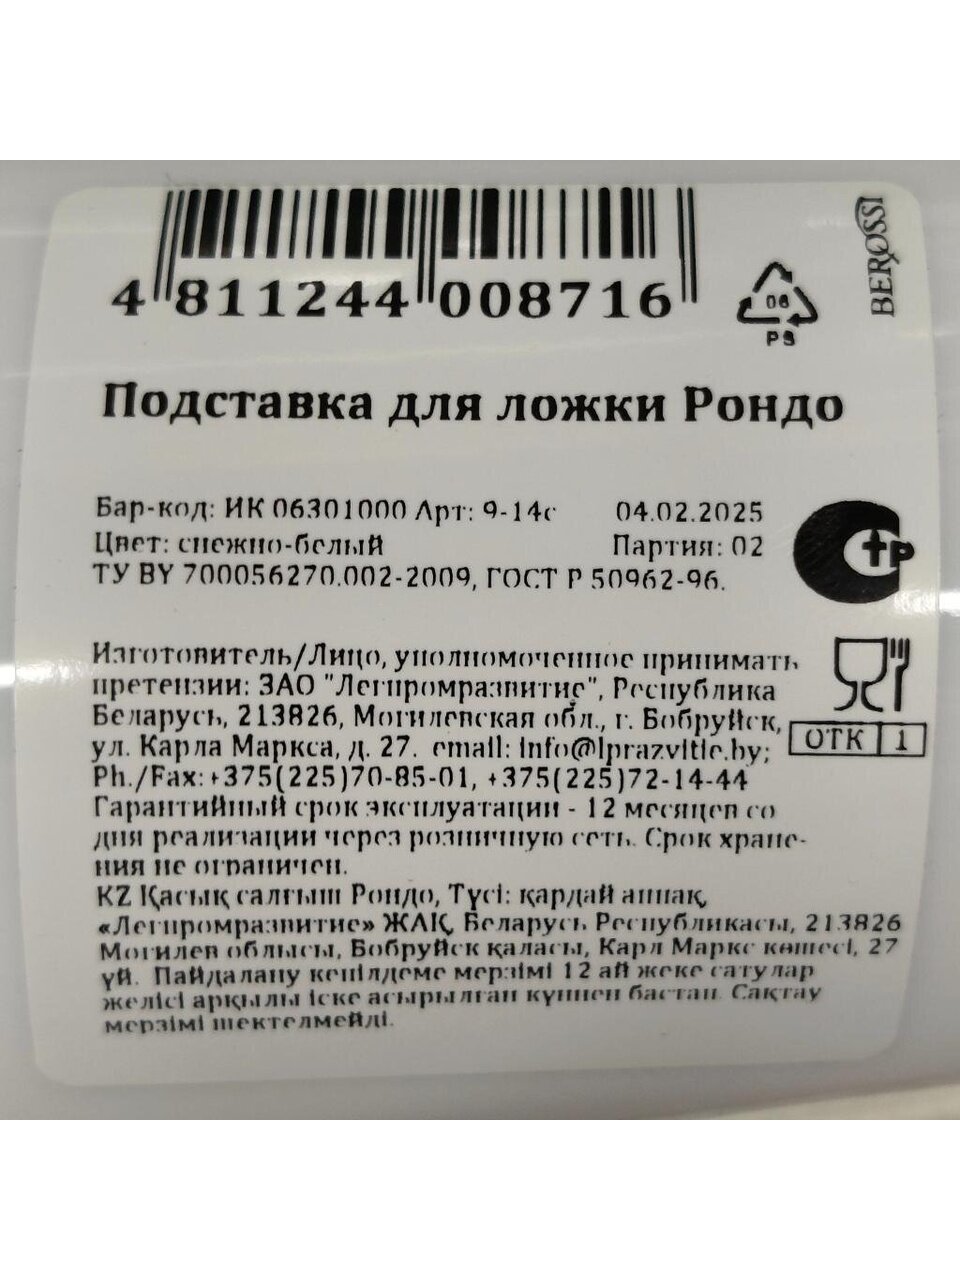 4 811244 008716
06
PS
BEROSSI
Подставка для ложки Рондо
Бар-код: ИК 06301000 Арт: 9-14с 04.02.2025
Цвет: снежно-белый Партия: 02
ТУ BY 700056270.002-2009, ГОСТ Р 50962-96.
Изготовитель/Лицо, уполномоченное принимать
претензии: ЗАО "Легпромразвитие", Республика
Беларусь, 213826, Могилевская обл., г. Бобруйск,
ул. Карла Маркса, д. 27. email: info@lprazvitie.by;
Ph./Fax:+375(225)70-85-01, +375(225)72-14-44
ОТК 1
Гарантийный срок эксплуатации - 12 месяцев со
дня реализации через розничную сеть. Срок хране-
ния не ограничен.
KZ Қасық салғыш Рондо, Түсі: қардай аппақ,
«Легпромразвитие» ЖАҚ, Беларусь Республикасы, 213826
Могилев облысы, Бобруйск қаласы, Карл Маркс көшесі, 27
үй. Пайдалану кепілдеме мерзімі 12 ай жеке сатулар
желісі арқылы іске асырылған күннен бастап. Сақтау
мерзімі шектелмейді.